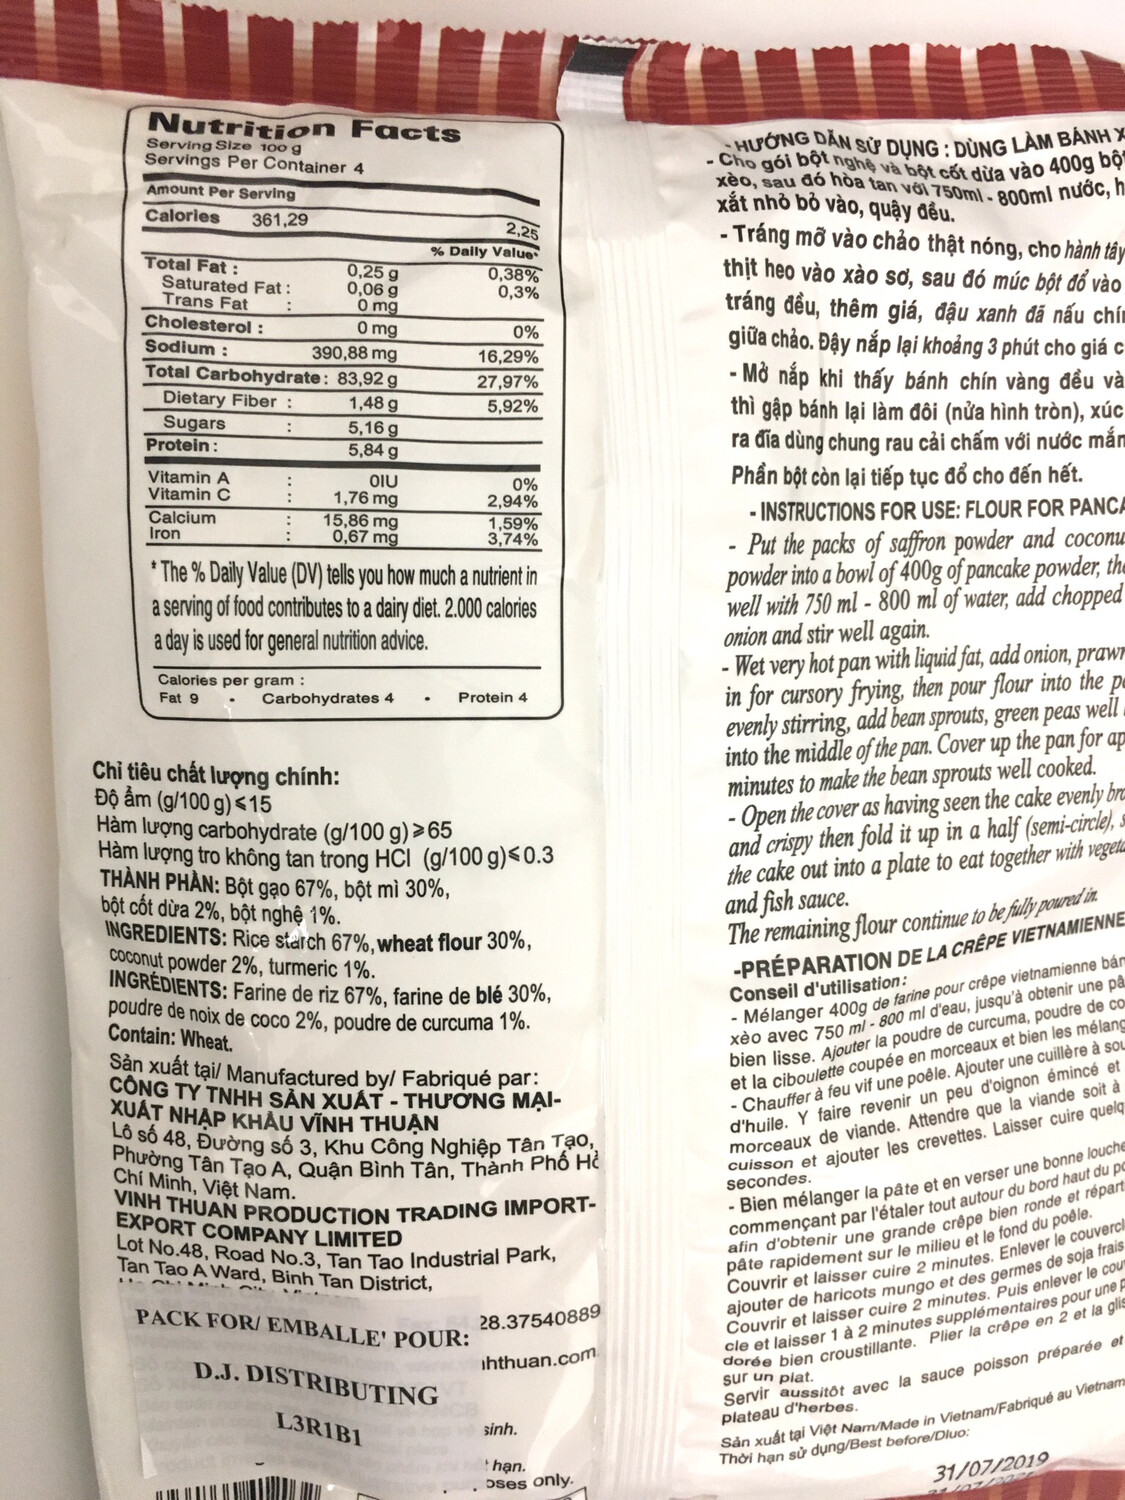 Nutrition Facts
Serving Size 100 g
Servings Per Container 4
Amount Per Serving
Calories 361,29
2,25
% Daily Value*
Total Fat : 0,25 g 0,38%
Saturated Fat : 0,06 g 0,3%
Trans Fat : 0 mg
Cholesterol : 0 mg 0%
Sodium : 390,88 mg 16,29%
Total Carbohydrate : 83,92 g 27,97%
Dietary Fiber : 1,48 g 5,92%
Sugars : 5,16 g
Protein : 5,84 g
Vitamin A : 0IU 0%
Vitamin C : 1,76 mg 2,94%
Calcium : 15,86 mg 1,59%
Iron : 0,67 mg 3,74%
* The % Daily Value (DV) tells you how much a nutrient in
a serving of food contributes to a dairy diet. 2.000 calories
a day is used for general nutrition advice.
Calories per gram :
Fat 9 • Carbohydrates 4 • Protein 4
Chỉ tiêu chất lượng chính:
Độ ẩm (g/100 g) ⩽ 15
Hàm lượng carbohydrate (g/100 g) ⩾ 65
Hàm lượng tro không tan trong HCl (g/100 g) ⩽ 0.3
THÀNH PHẦN: Bột gạo 67%, bột mì 30%,
bột cốt dừa 2%, bột nghệ 1%.
INGREDIENTS: Rice starch 67%, wheat flour 30%,
coconut powder 2%, turmeric 1%.
INGRÉDIENTS: Farine de riz 67%, farine de blé 30%,
poudre de noix de coco 2%, poudre de curcuma 1%.
Contain: Wheat.
Sản xuất tại/ Manufactured by/ Fabriqué par:
CÔNG TY TNHH SẢN XUẤT - THƯƠNG MẠI-
XUẤT NHẬP KHẨU VĨNH THUẬN
Lô số 48, Đường số 3, Khu Công Nghiệp Tân Tạo,
Phường Tân Tạo A, Quận Bình Tân, Thành Phố Hồ
Chí Minh, Việt Nam.
VINH THUAN PRODUCTION TRADING IMPORT-
EXPORT COMPANY LIMITED
Lot No.48, Road No.3, Tan Tao Industrial Park,
Tan Tao A Ward, Binh Tan District,
28.37540889
hthuan.com
PACK FOR/ EMBALLE' POUR:
D.J. DISTRIBUTING
L3R1B1
sinh.
hạn.
oses only.
- HƯỚNG DẪN SỬ DỤNG : DÙNG LÀM BÁNH X
- Cho gói bột nghệ và bột cốt dừa vào 400g bột
xèo, sau đó hòa tan với 750ml - 800ml nước, h
xắt nhỏ bỏ vào, quậy đều.
- Tráng mỡ vào chảo thật nóng, cho hành tây
thịt heo vào xào sơ, sau đó múc bột đổ vào
tráng đều, thêm giá, đậu xanh đã nấu chín
giữa chảo. Đậy nắp lại khoảng 3 phút cho giá c
- Mở nắp khi thấy bánh chín vàng đều và
thì gập bánh lại làm đôi (nửa hình tròn), xúc
ra đĩa dùng chung rau cải chấm với nước mắm
Phần bột còn lại tiếp tục đổ cho đến hết.
- INSTRUCTIONS FOR USE: FLOUR FOR PANCA
- Put the packs of saffron powder and coconu
powder into a bowl of 400g of pancake powder, the
well with 750 ml - 800 ml of water, add chopped
onion and stir well again.
- Wet very hot pan with liquid fat, add onion, prawn
in for cursory frying, then pour flour into the pa
evenly stirring, add bean sprouts, green peas well
into the middle of the pan. Cover up the pan for ap
minutes to make the bean sprouts well cooked.
- Open the cover as having seen the cake evenly bro
and crispy then fold it up in a half (semi-circle), s
the cake out into a plate to eat together with vegeta
and fish sauce.
The remaining flour continue to be fully poured in.
-PRÉPARATION DE LA CRÊPE VIETNAMIENNE
Conseil d'utilisation:
- Mélanger 400g de farine pour crêpe vietnamienne bán
xèo avec 750 ml - 800 ml d'eau, jusqu'à obtenir une pâ
bien lisse. Ajouter la poudre de curcuma, poudre de co
et la ciboulette coupée en morceaux et bien les mélang
- Chauffer à feu vif une poêle. Ajouter une cuillère à sou
d'huile. Y faire revenir un peu d'oignon émincé et
morceaux de viande. Attendre que la viande soit à
cuisson et ajouter les crevettes. Laisser cuire quelq
secondes.
- Bien mélanger la pâte et en verser une bonne louche
commençant par l'étaler tout autour du bord haut du po
afin d'obtenir une grande crêpe bien ronde et réparti
pâte rapidement sur le milieu et le fond du poêle.
Couvrir et laisser cuire 2 minutes. Enlever le couvercl
ajouter de haricots mungo et des germes de soja frais
Couvrir et laisser cuire 2 minutes. Puis enlever le cou
cle et laisser 1 à 2 minutes supplémentaires pour une p
dorée bien croustillante. Plier la crêpe en 2 et la glis
sur un plat.
Servir aussitôt avec la sauce poisson préparée et
plateau d'herbes.
Sản xuất tại Việt Nam/Made in Vietnam/Fabriqué au Vietnam
Thời hạn sử dụng/Best before/Dluo:
31/07/2019